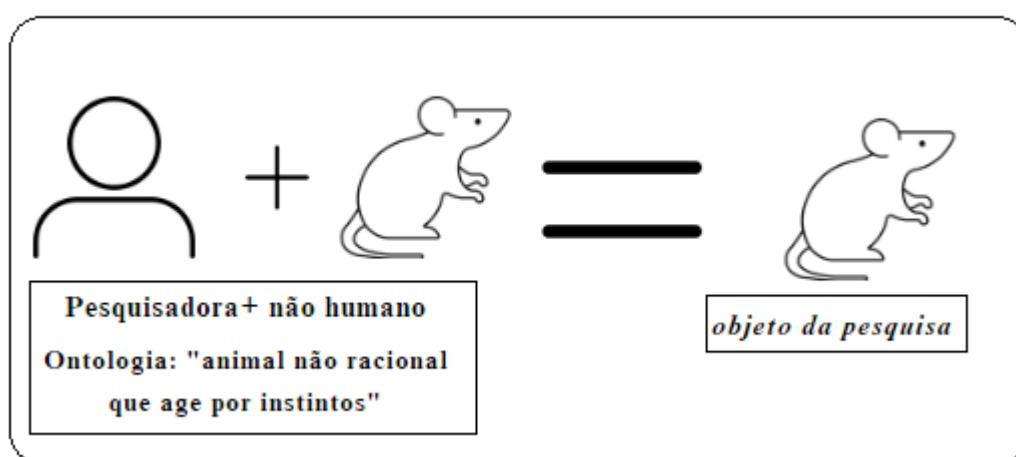 Pesquisadora+ não humano
Ontologia: "animal não racional
que age por instintos"
objeto da pesquisa